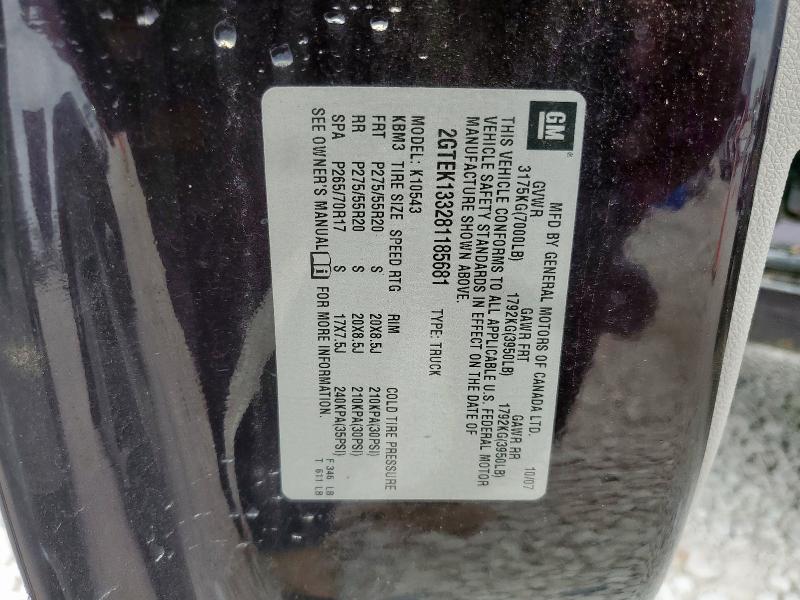 GM®
MFD BY GENERAL MOTORS OF CANADA LTD. 10/07
GVWR GAWR FRT GAWR RR
3175KG(7000LB) 1792KG(3950LB) 1792KG(3950LB)
THIS VEHICLE CONFORMS TO ALL APPLICABLE U.S. FEDERAL MOTOR
VEHICLE SAFETY STANDARDS IN EFFECT ON THE DATE OF
MANUFACTURE SHOWN ABOVE.
2GTEK133281185681 TYPE: TRUCK
MODEL: K10543
KBM3 TIRE SIZE SPEED RTG RIM COLD TIRE PRESSURE
FRT P275/55R20 S 20X8.5J 210KPA(30PSI)
RR P275/55R20 S 20X8.5J 210KPA(30PSI)
SPA P265/70R17 S 17X7.5J 240KPA(35PSI)
SEE OWNER'S MANUAL i FOR MORE INFORMATION.
F 346 LB
T 611 LB